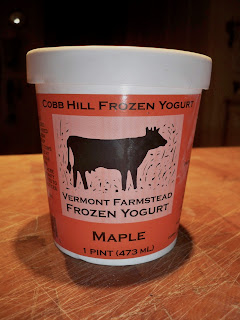 Cobb Hill Frozen Yogurt
Vermont Farmstead
Frozen Yogurt
Maple
1 Pint (473 ml)